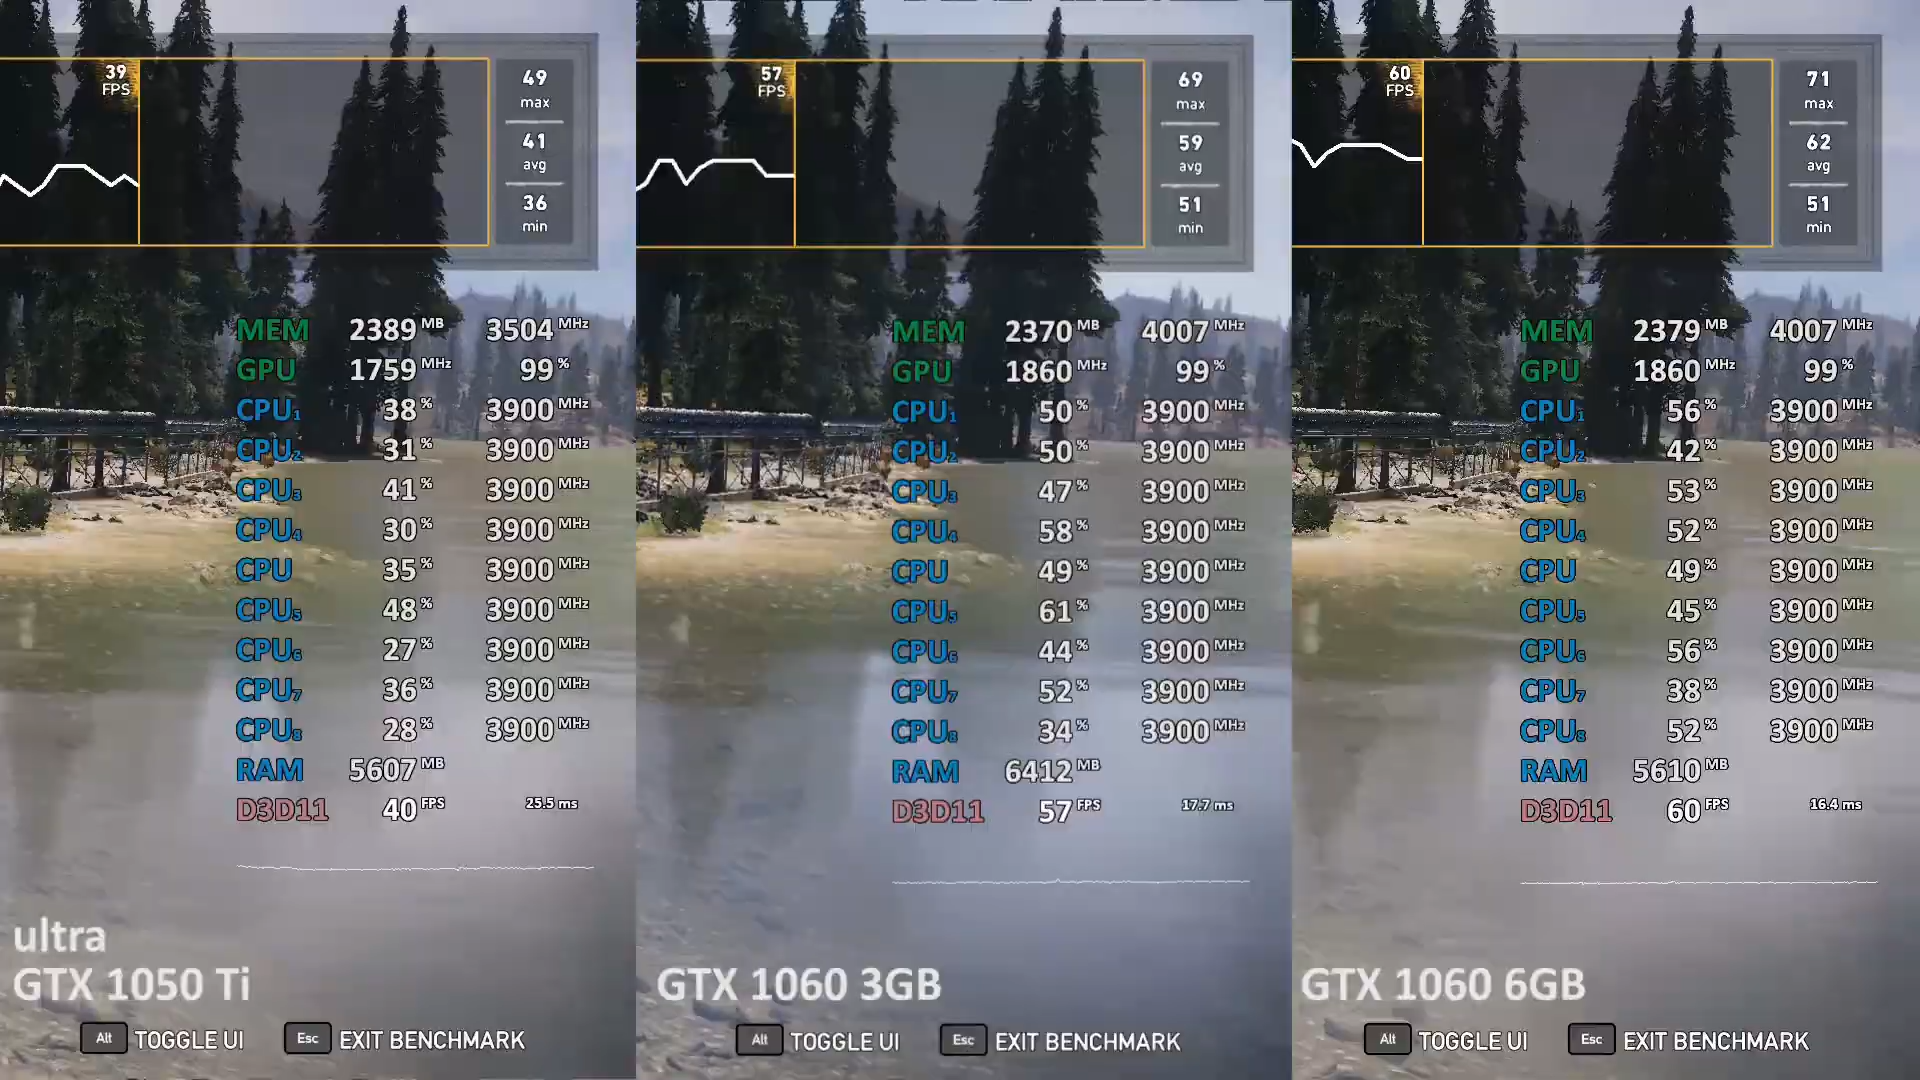 39
FPS
49
max
41
avg
36
min
MEM 2389 MB 3504 MHz
GPU 1759 MHz 99 %
CPU1 38 % 3900 MHz
CPU2 31 % 3900 MHz
CPU3 41 % 3900 MHz
CPU4 30 % 3900 MHz
CPU 35 % 3900 MHz
CPU5 48 % 3900 MHz
CPU6 27 % 3900 MHz
CPU7 36 % 3900 MHz
CPU8 28 % 3900 MHz
RAM 5607 MB
D3D11 40 FPS 25.5 ms
ultra
GTX 1050 Ti
Alt TOGGLE UI Esc EXIT BENCHMARK
57
FPS
69
max
59
avg
51
min
MEM 2370 MB 4007 MHz
GPU 1860 MHz 99 %
CPU1 50 % 3900 MHz
CPU2 50 % 3900 MHz
CPU3 47 % 3900 MHz
CPU4 58 % 3900 MHz
CPU 49 % 3900 MHz
CPU5 61 % 3900 MHz
CPU6 44 % 3900 MHz
CPU7 52 % 3900 MHz
CPU8 34 % 3900 MHz
RAM 6412 MB
D3D11 57 FPS 17.7 ms
GTX 1060 3GB
Alt TOGGLE UI Esc EXIT BENCHMARK
60
FPS
71
max
62
avg
51
min
MEM 2379 MB 4007 MHz
GPU 1860 MHz 99 %
CPU1 56 % 3900 MHz
CPU2 42 % 3900 MHz
CPU3 53 % 3900 MHz
CPU4 52 % 3900 MHz
CPU 49 % 3900 MHz
CPU5 45 % 3900 MHz
CPU6 56 % 3900 MHz
CPU7 38 % 3900 MHz
CPU8 52 % 3900 MHz
RAM 5610 MB
D3D11 60 FPS 16.4 ms
GTX 1060 6GB
Alt TOGGLE UI Esc EXIT BENCHMARK